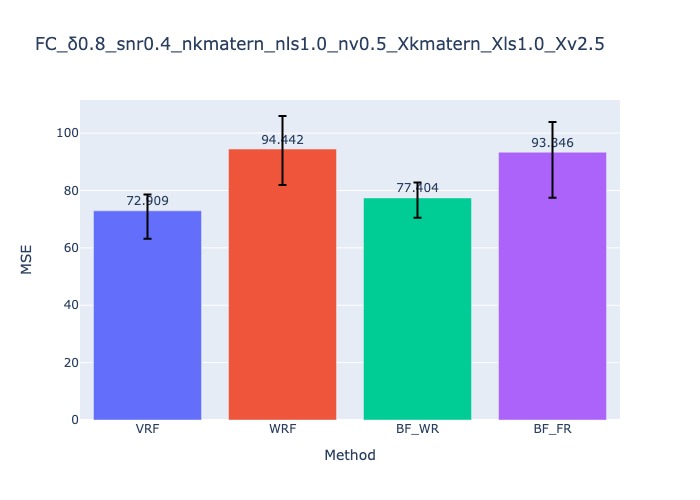 FC_δ0.8_snr0.4_nkmatern_nls1.0_nv0.5_Xkmatern_Xls1.0_Xv2.5
100
80
60
40
20
0
MSE
72.909
94.442
77.404
93.346
VRF
WRF
BF_WR
BF_FR
Method